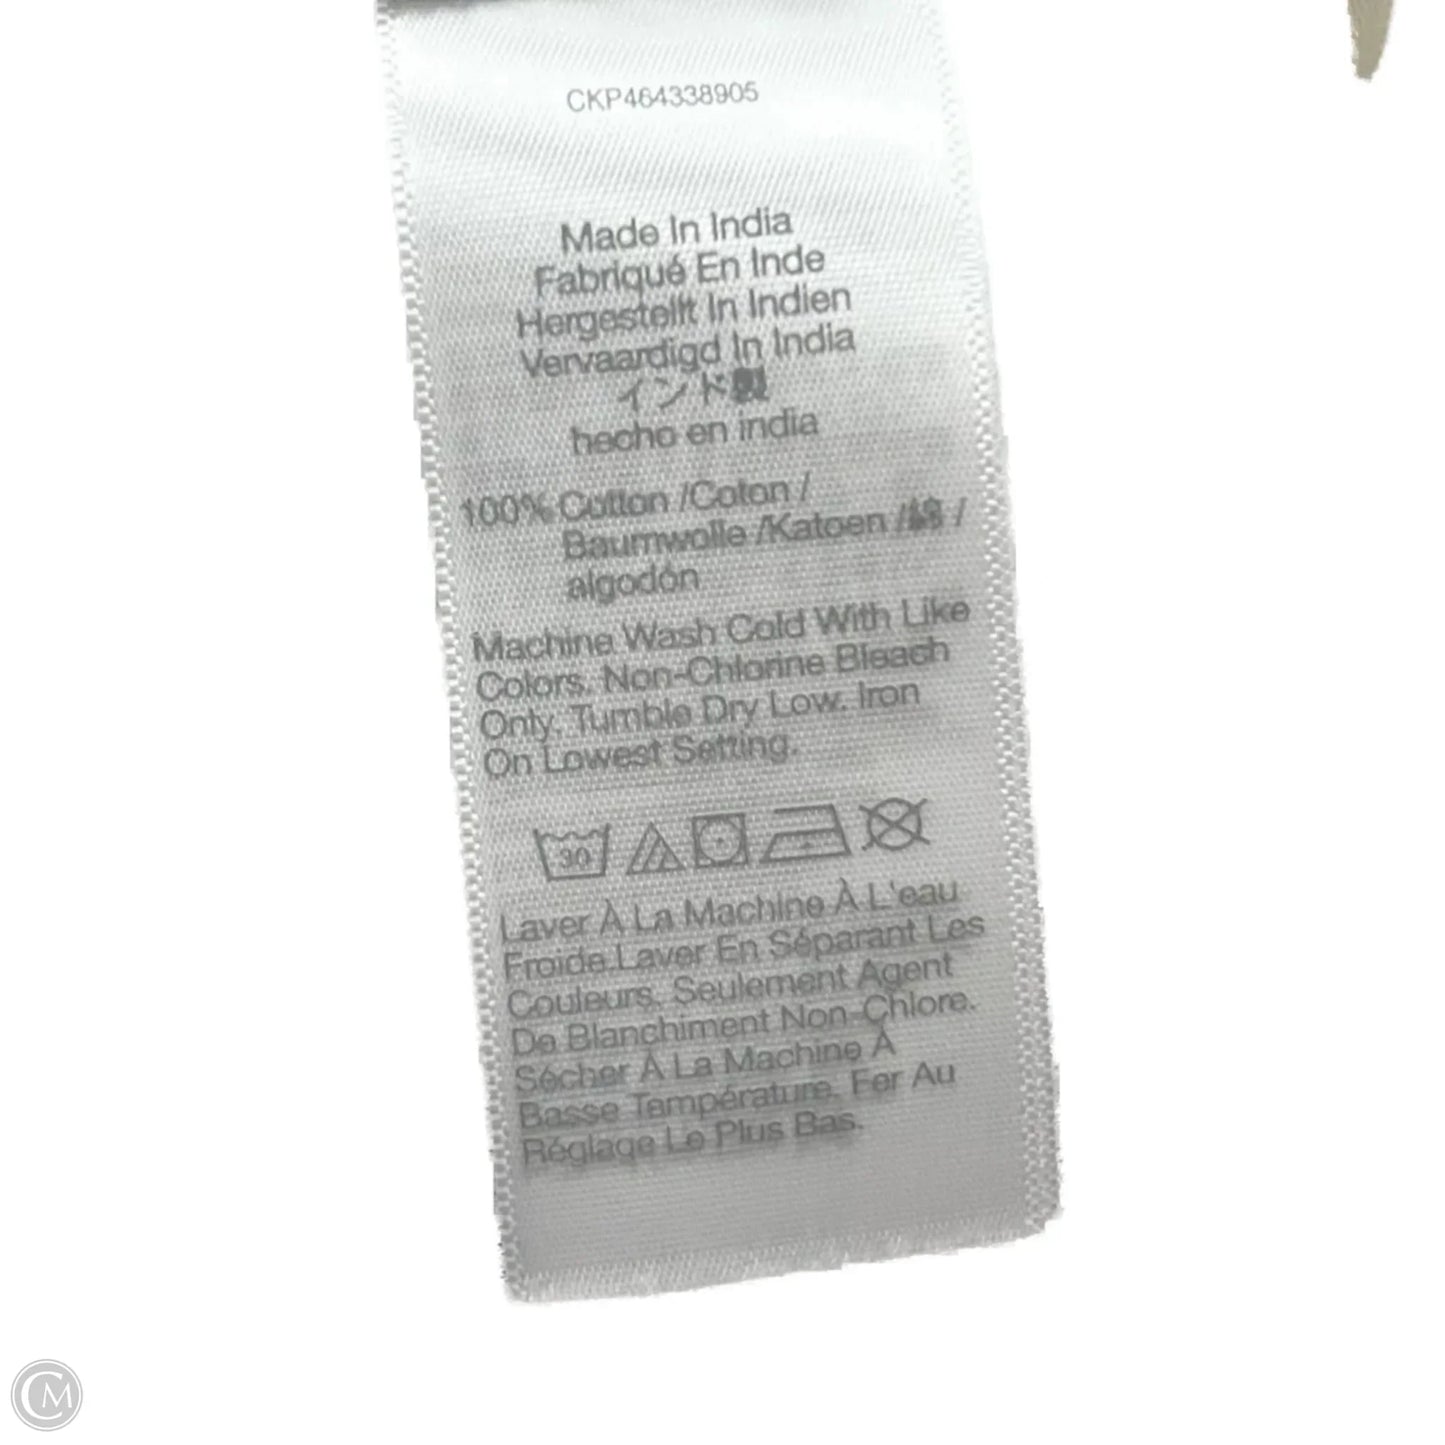 CKP464338905
Made In India
Fabriqué En Inde
Hergestellt In Indien
Vervaardigd In India
インド製
hecho en india
100% Cotton /Coton /
Baumwolle /Katoen /綿 /
algodón
Machine Wash Cold With Like
Colors. Non-Chlorine Bleach
Only. Tumble Dry Low. Iron
On Lowest Setting.
30
Laver À La Machine À L'eau
Froide.Laver En Séparant Les
Couleurs. Seulement Agent
De Blanchiment Non-Chlore.
Sécher À La Machine À
Basse Température. Fer Au
Réglage Le Plus Bas.
CM